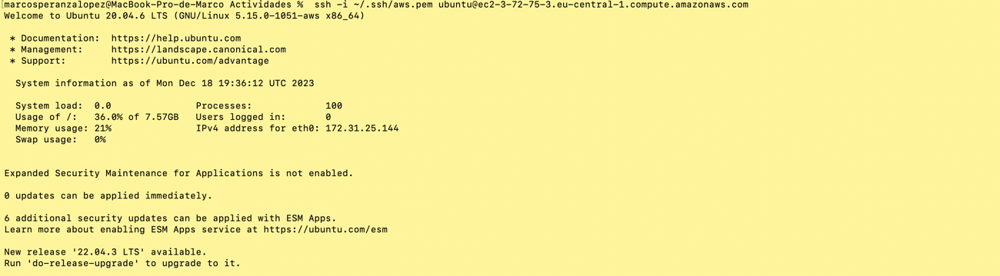 marcosperanzalopez@MacBook-Pro-de-Marco Actividades %  ssh -i ~/.ssh/aws.pem ubuntu@ec2-3-72-75-3.eu-central-1.compute.amazonaws.com
Welcome to Ubuntu 20.04.6 LTS (GNU/Linux 5.15.0-1051-aws x86_64)

 * Documentation:  https://help.ubuntu.com
 * Management:     https://landscape.canonical.com
 * Support:        https://ubuntu.com/advantage

  System information as of Mon Dec 18 19:36:12 UTC 2023

  System load:  0.0               Processes:             100
  Usage of /:   36.0% of 7.57GB   Users logged in:       0
  Memory usage: 21%               IPv4 address for eth0: 172.31.25.144
  Swap usage:   0%

Expanded Security Maintenance for Applications is not enabled.

0 updates can be applied immediately.

6 additional security updates can be applied with ESM Apps.
Learn more about enabling ESM Apps service at https://ubuntu.com/esm

New release '22.04.3 LTS' available.
Run 'do-release-upgrade' to upgrade to it.